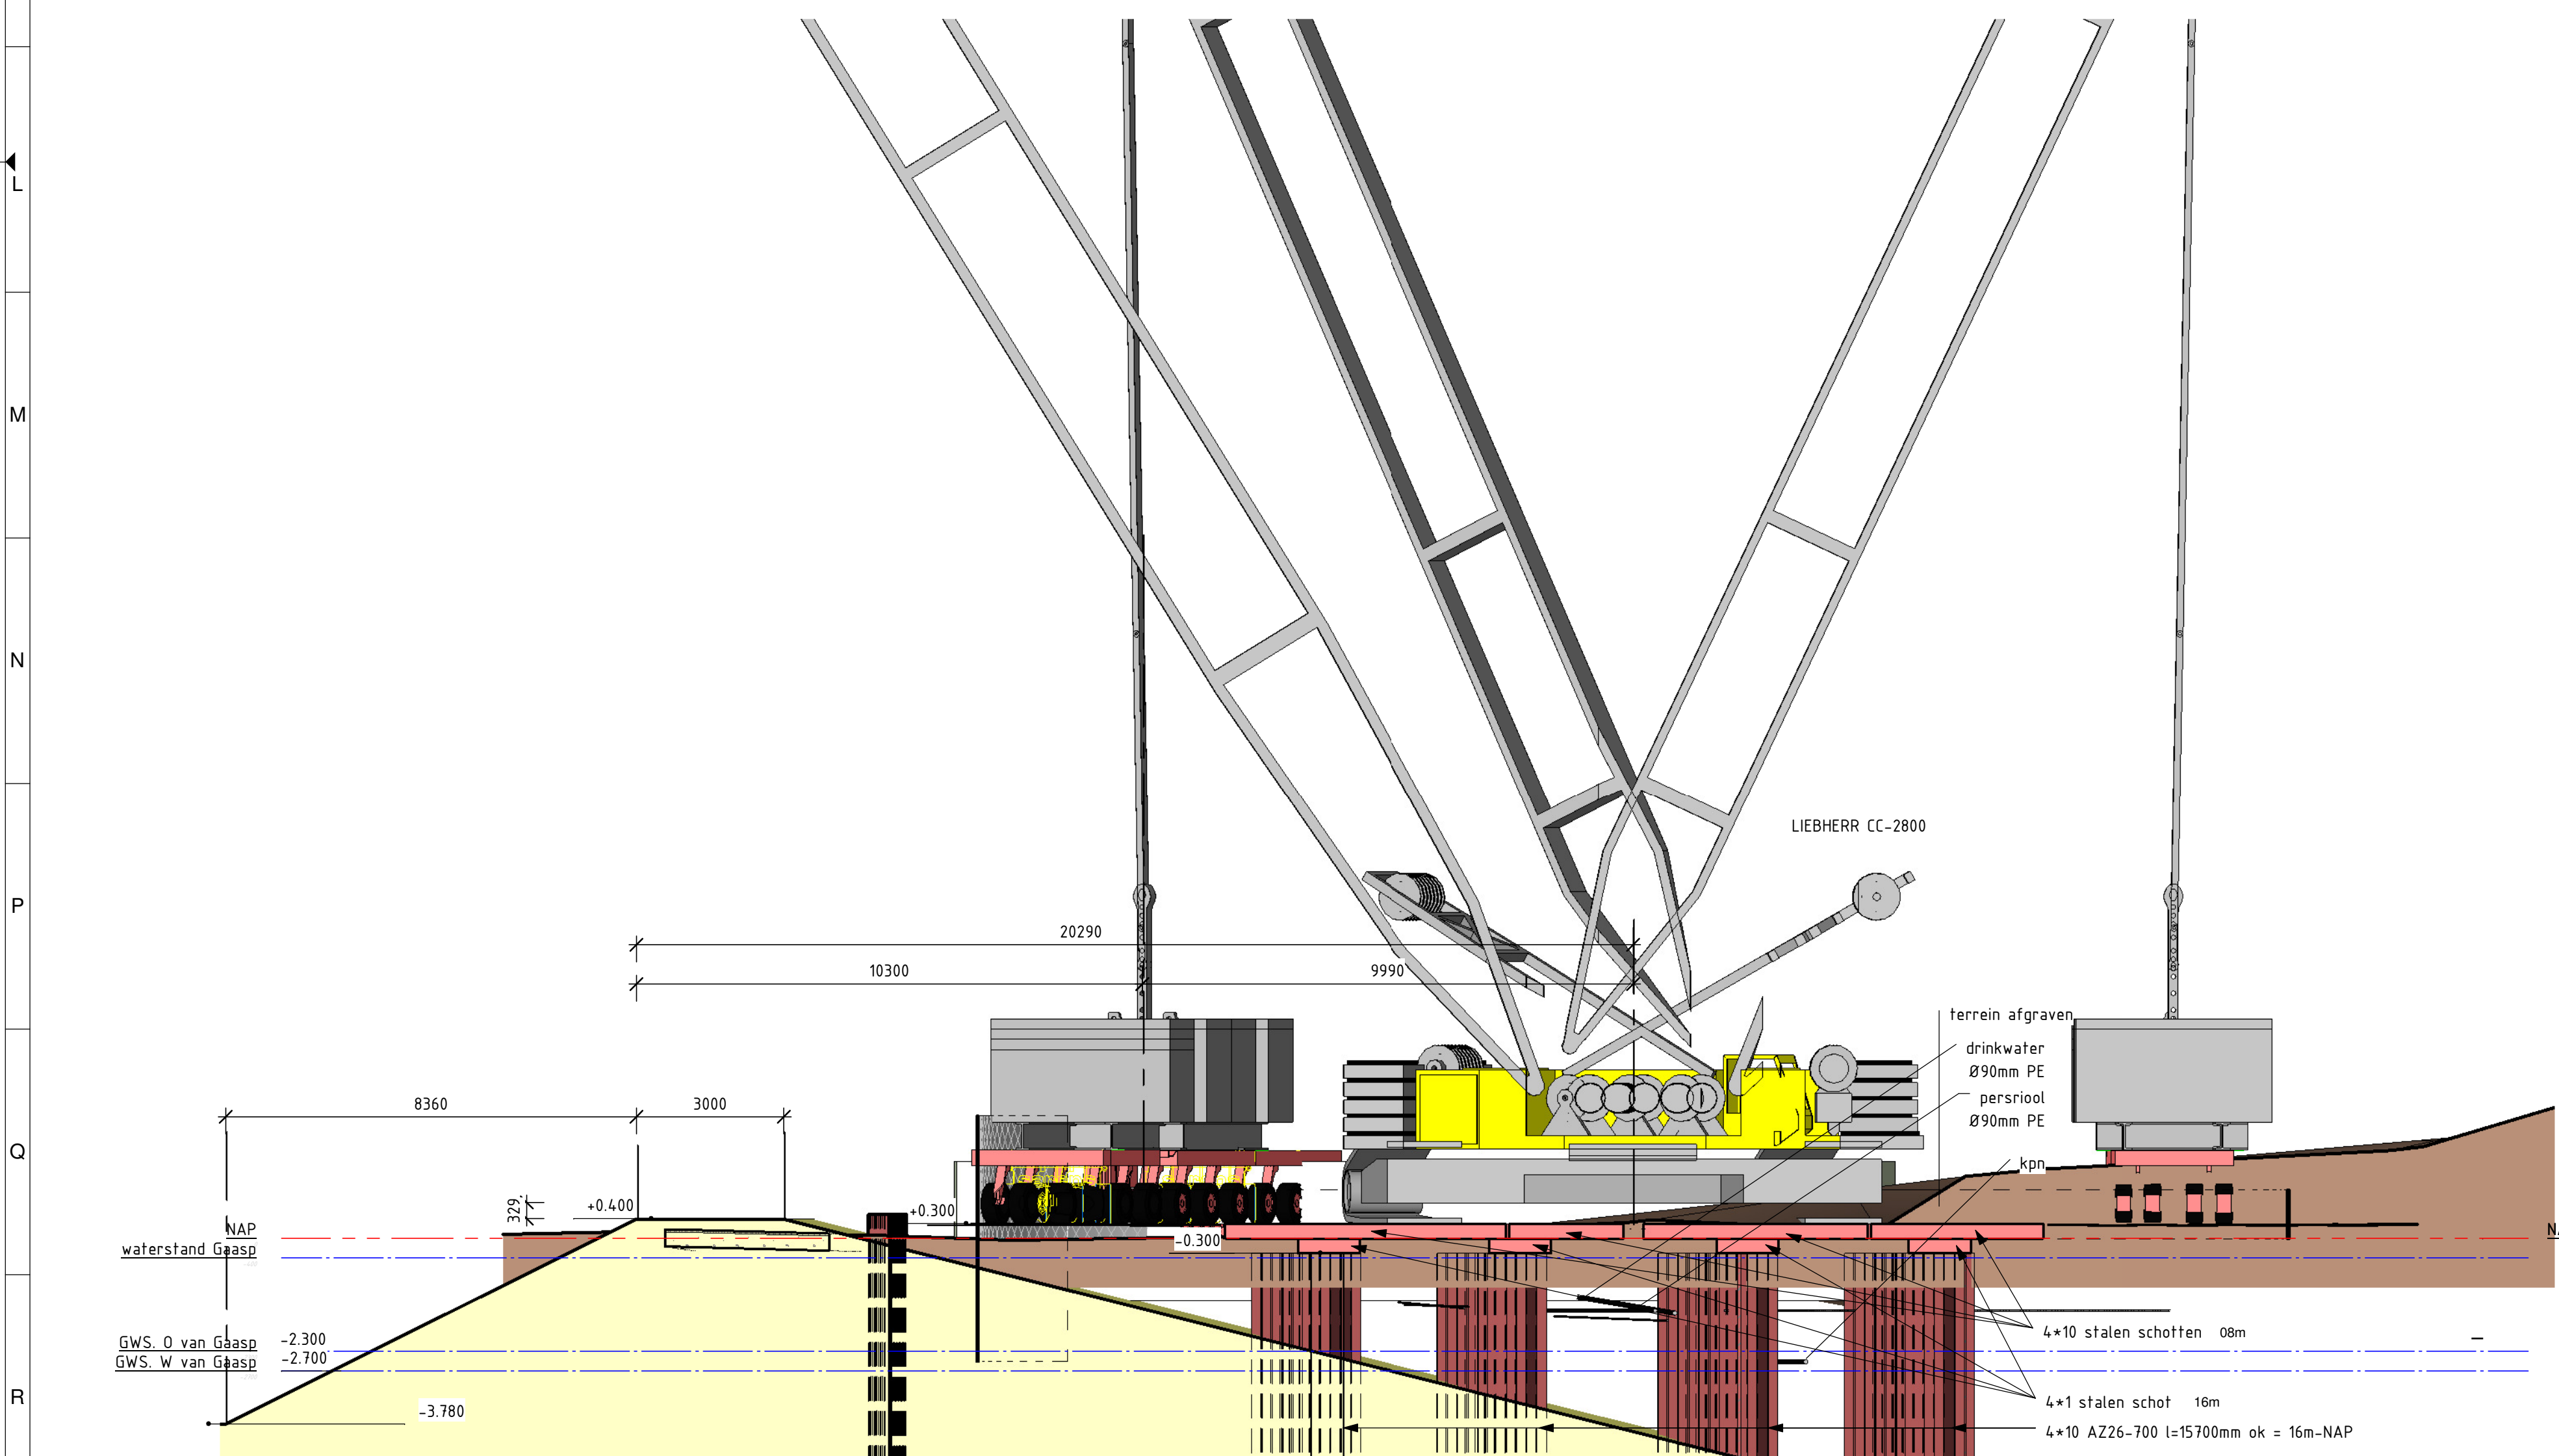 L
M
N
LIEBHERR CC-2800
P
20290
10300
9990
terrein afgraven
drinkwater
Ø90mm PE
persriool
Ø90mm PE
8360
3000
Q
kpn
329,
+0.400
+0.300
NAP
-0.300
waterstand Gaasp
4*10 stalen schotten 08m
GWS. O van Gaasp -2.300
GWS. W van Gaasp -2.700
R
-3.780
4*1 stalen schot 16m
4*10 AZ26-700 l=15700mm ok = 16m-NAP